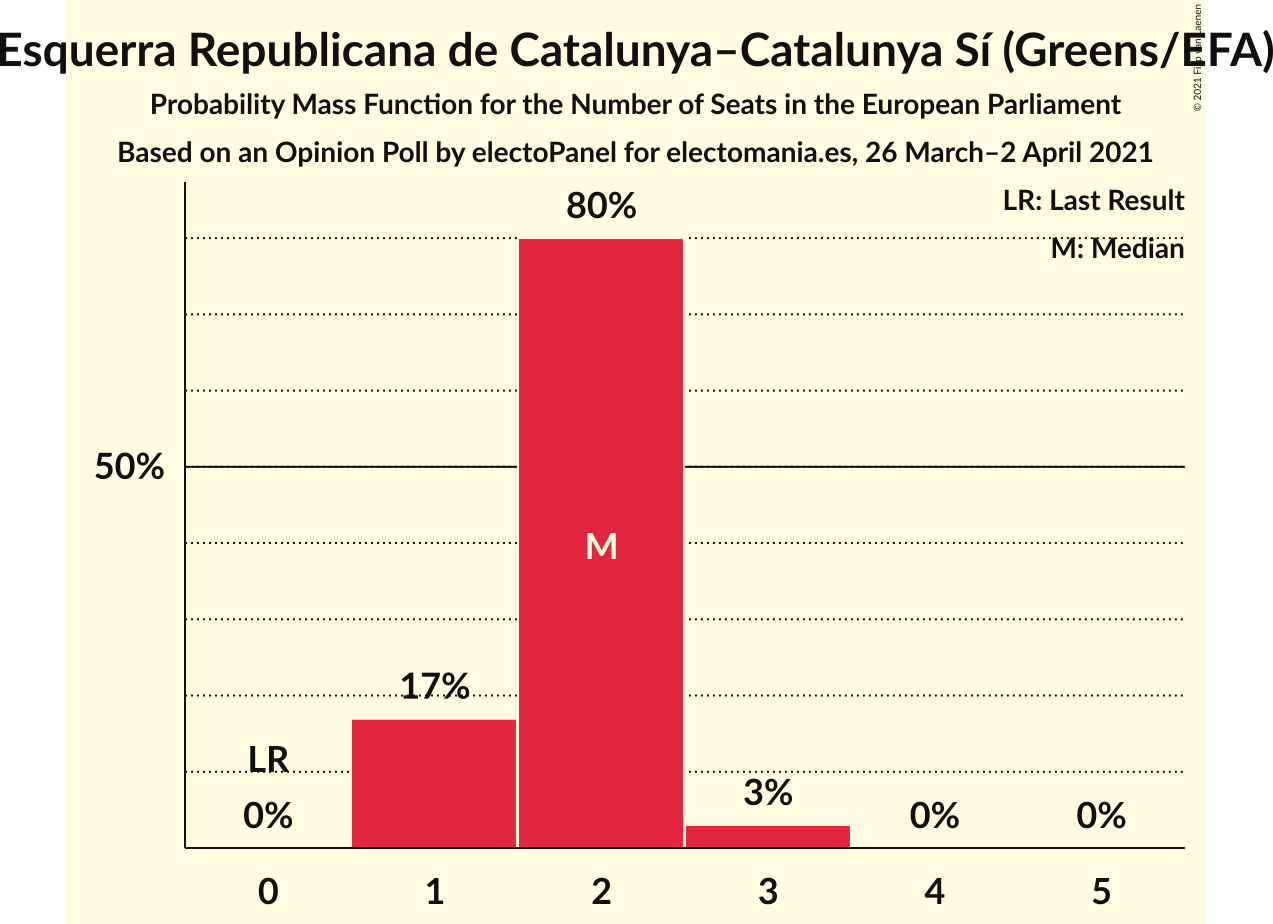 Esquerra Republicana de Catalunya–Catalunya Sí (Greens/EFA)
Probability Mass Function for the Number of Seats in the European Parliament
Based on an Opinion Poll by electoPanel for electomania.es, 26 March–2 April 2021
© 2021
LR: Last Result
M: Median
80%
50%
M
17%
LR
3%
0%
0%
0%
0
1
2
3
4
5